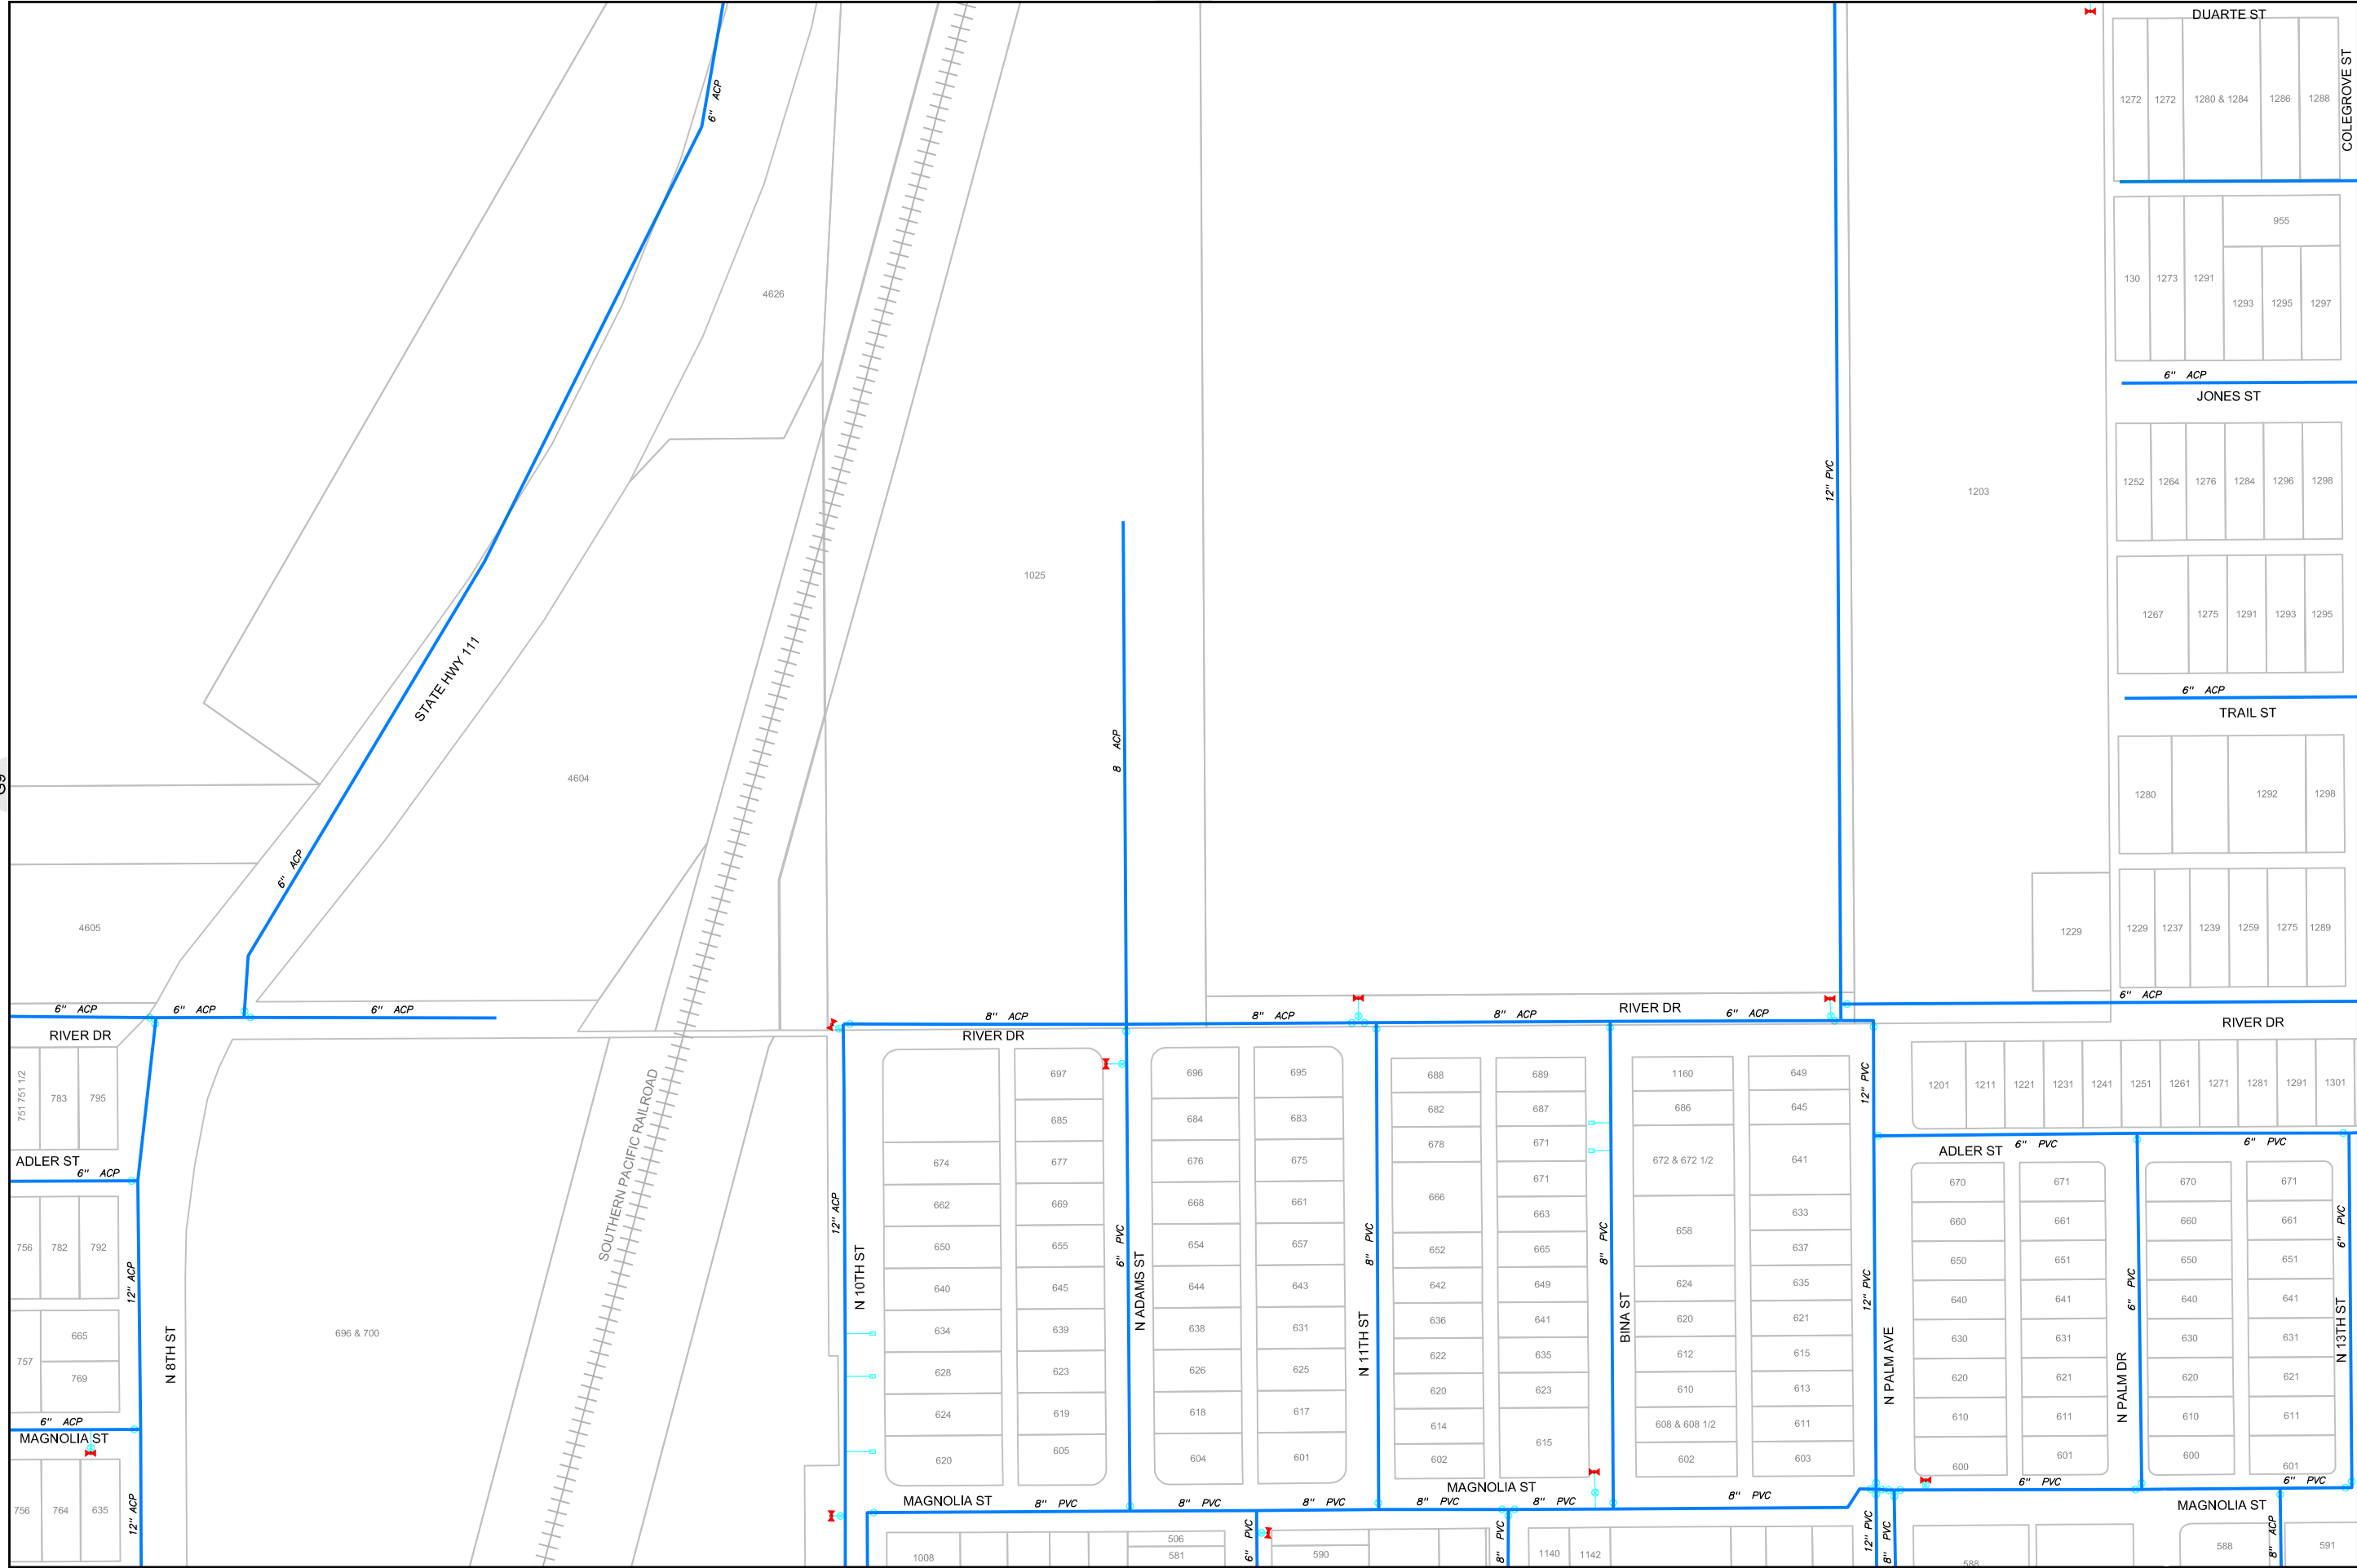 DUARTE ST
COLEGROVE ST
1272
1272
1280 & 1284
1286
1288
6" ACP
955
130
1273
1291
1293
1295
1297
4626
6" ACP
JONES ST
12" PVC
1203
1252
1264
1276
1284
1296
1298
1025
1267
1275
1291
1293
1295
STATE HWY 111
6" ACP
TRAIL ST
8 ACP
4604
1280
1292
1298
6" ACP
4605
1229
1229
1237
1239
1259
1275
1289
6" ACP
6" ACP
6" ACP
6" ACP
RIVER DR
8" ACP
8" ACP
8" ACP
RIVER DR
6" ACP
RIVER DR
RIVER DR
751 751 1/2
783
795
SOUTHERN PACIFIC RAILROAD
697
685
674
677
662
669
650
655
640
645
634
639
628
623
624
619
620
605
12" ACP
N 10TH ST
6" PVC
N ADAMS ST
696
695
684
683
676
675
668
661
654
657
644
643
638
631
626
625
618
617
604
601
8" PVC
N 11TH ST
688
689
682
687
678
671
666
671
663
652
665
642
649
636
641
622
635
620
623
614
615
602
8" PVC
BINA ST
1160
649
686
645
672 & 672 1/2
641
658
633
637
624
635
620
621
612
615
610
613
608 & 608 1/2
611
602
603
12" PVC
12" PVC
N PALM AVE
1201
1211
1221
1231
1241
1251
1261
1271
1281
1291
1301
6" PVC
6" PVC
ADLER ST
670
671
660
661
650
651
640
641
630
631
620
621
610
611
600
601
6" PVC
N PALM DR
670
671
660
661
650
651
640
641
630
631
620
621
610
611
600
601
6" PVC
N 13TH ST
ADLER ST
6" ACP
756
782
792
12" ACP
N 8TH ST
696 & 700
665
757
769
6" ACP
MAGNOLIA ST
756
764
635
12" ACP
MAGNOLIA ST
8" PVC
8" PVC
8" PVC
8" PVC
MAGNOLIA ST
8" PVC
8" PVC
6" PVC
6" PVC
MAGNOLIA ST
1008
506
581
6" PVC
590
8" PVC
1140
1142
12" PVC
8" PVC
588
588
8" ACP
591